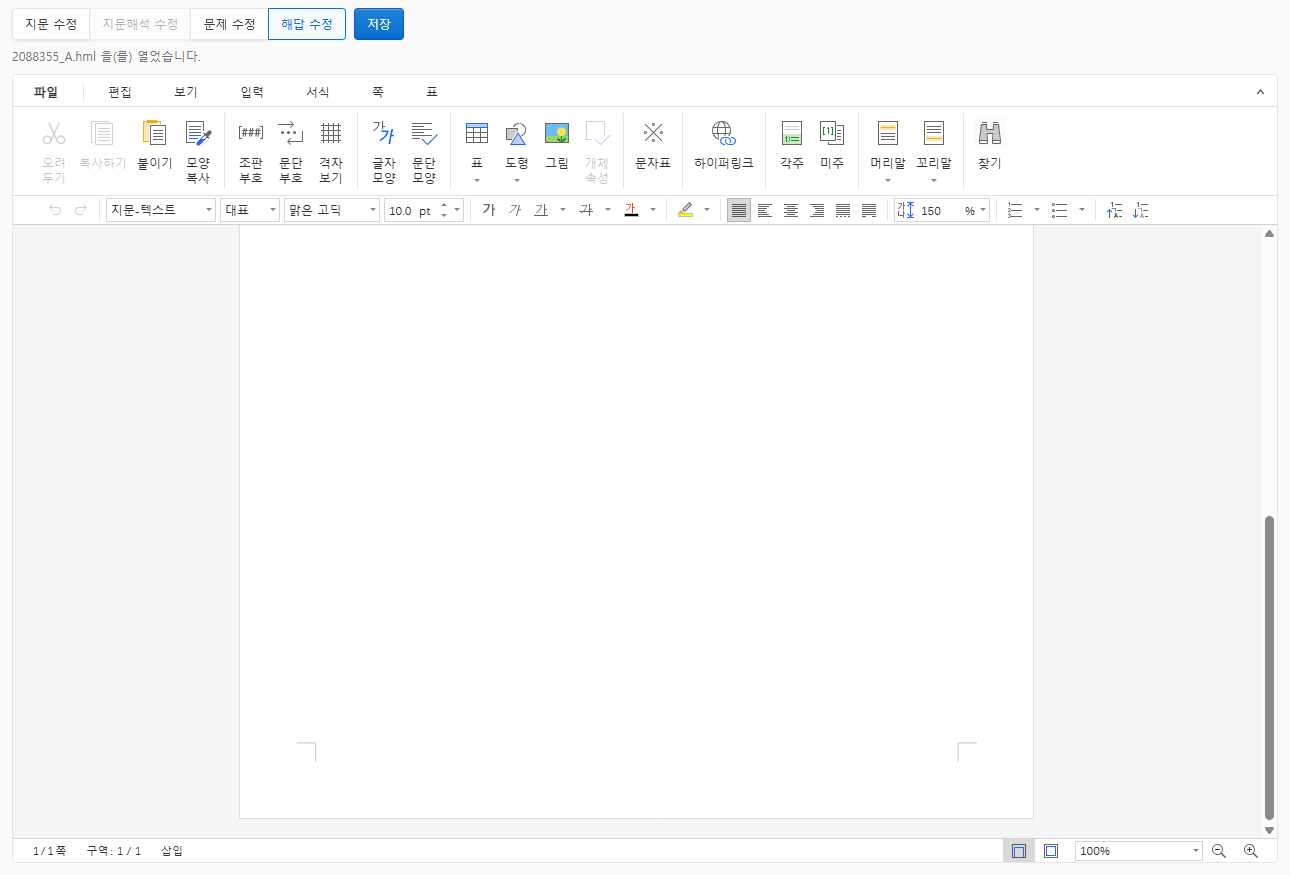 지문 수정 지문해석 수정 문제 수정 해답 수정 저장
2088355_A.hml 을(를) 열었습니다.
파일 편집 보기 입력 서식 쪽 표
오려 두기 복사하기 붙이기 모양 복사 조판 부호 문단 부호 격자 보기 글자 모양 문단 모양 표 도형 그림 개체 속성 문자표 하이퍼링크 각주 미주 머리말 꼬리말 찾기
지문-텍스트 대표 맑은 고딕 10.0 pt 가 가 가 가 가 150 %
1/1쪽 구역: 1 / 1 삽입 100%